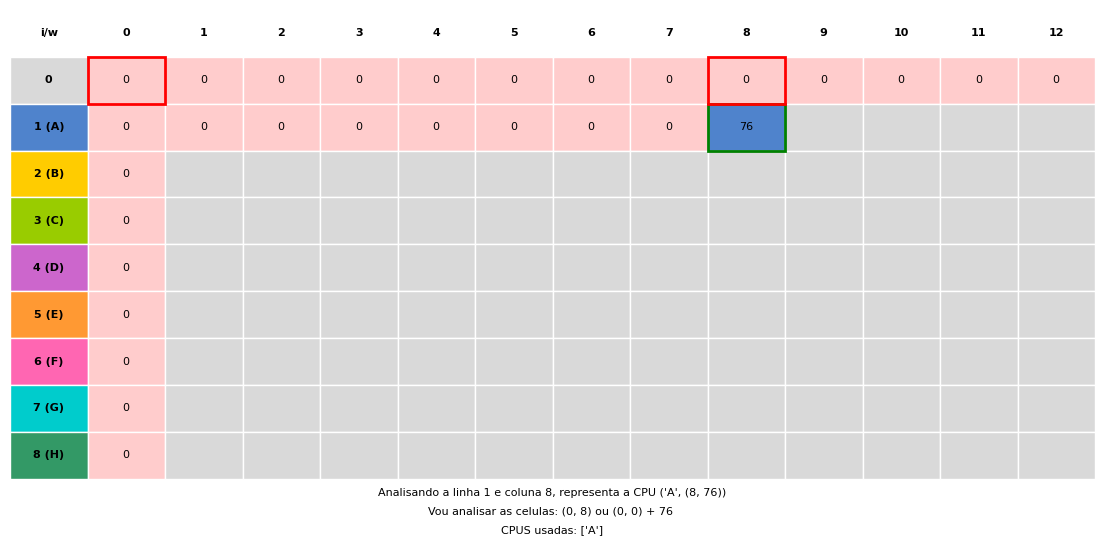 i/w 0 1 2 3 4 5 6 7 8 9 10 11 12
0 0 0 0 0 0 0 0 0 0 0 0 0 0
1 (A) 0 0 0 0 0 0 0 0 76
2 (B) 0
3 (C) 0
4 (D) 0
5 (E) 0
6 (F) 0
7 (G) 0
8 (H) 0
Analisando a linha 1 e coluna 8, representa a CPU ('A', (8, 76))
Vou analisar as celulas: (0, 8) ou (0, 0) + 76
CPUS usadas: ['A']